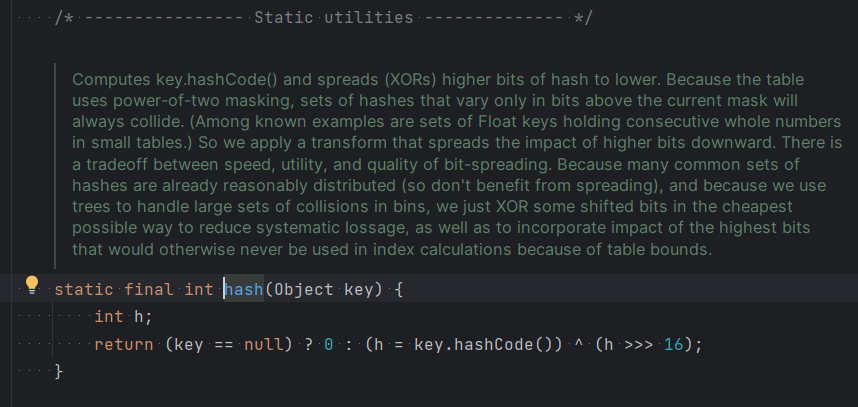 /* ---------------- Static utilities -------------- */
Computes key.hashCode() and spreads (XORs) higher bits of hash to lower. Because the table
uses power-of-two masking, sets of hashes that vary only in bits above the current mask will
always collide. (Among known examples are sets of Float keys holding consecutive whole numbers
in small tables.) So we apply a transform that spreads the impact of higher bits downward. There is
a tradeoff between speed, utility, and quality of bit-spreading. Because many common sets of
hashes are already reasonably distributed (so don't benefit from spreading), and because we use
trees to handle large sets of collisions in bins, we just XOR some shifted bits in the cheapest
possible way to reduce systematic lossage, as well as to incorporate impact of the highest bits
that would otherwise never be used in index calculations because of table bounds.
static final int hash(Object key) {
int h;
return (key == null) ? 0 : (h = key.hashCode()) ^ (h >>> 16);
}